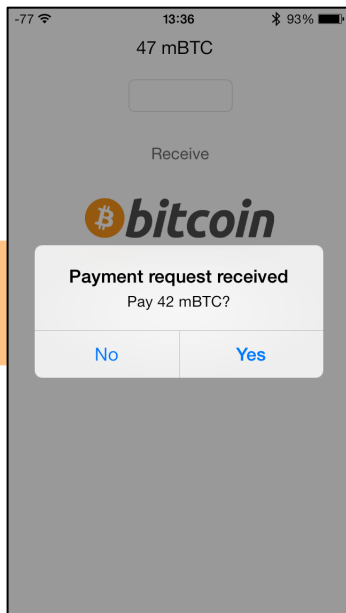 -77 13:36 93%
47 mBTC
Receive
bitcoin
Payment request received
Pay 42 mBTC?
No Yes